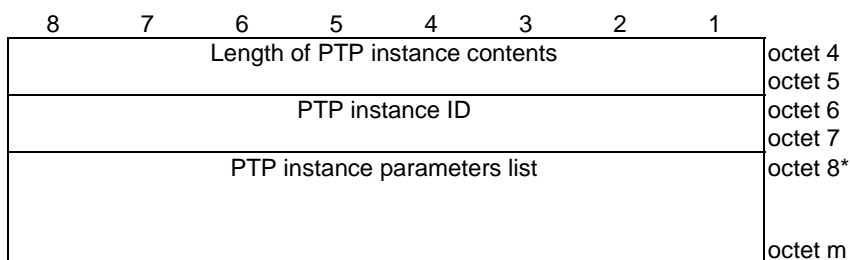 8 7 6 5 4 3 2 1
Length of PTP instance contents octet 4
octet 5
PTP instance ID octet 6
octet 7
PTP instance parameters list octet 8*
octet m